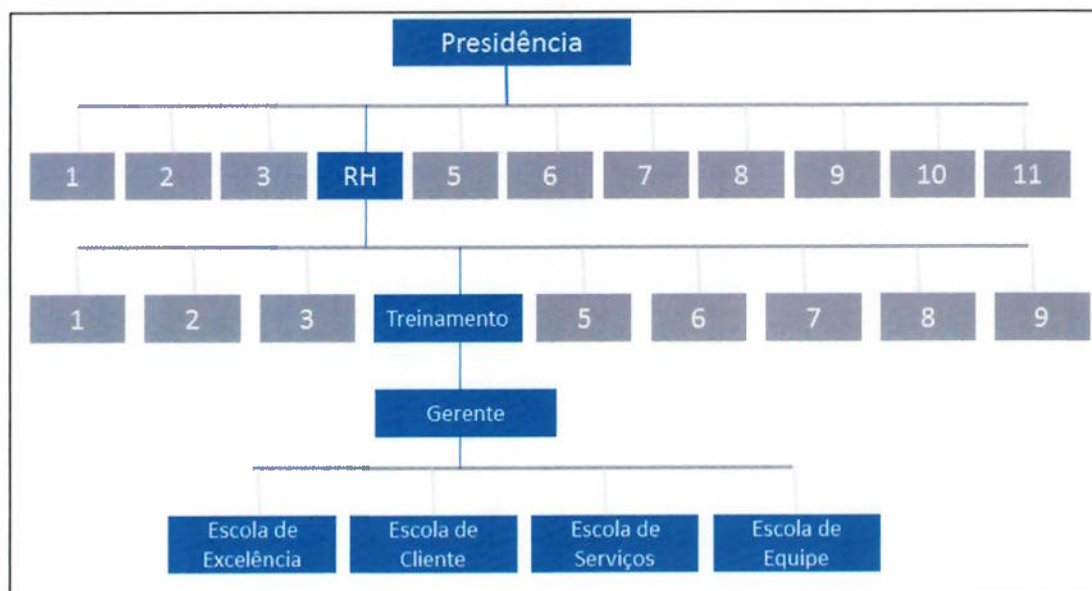 Presidência
1 2 3 RH 5 6 7 8 9 10 11
1 2 3 Treinamento 5 6 7 8 9
Gerente
Escola de
Excelência
Escola de
Cliente
Escola de
Serviços
Escola de
Equipe